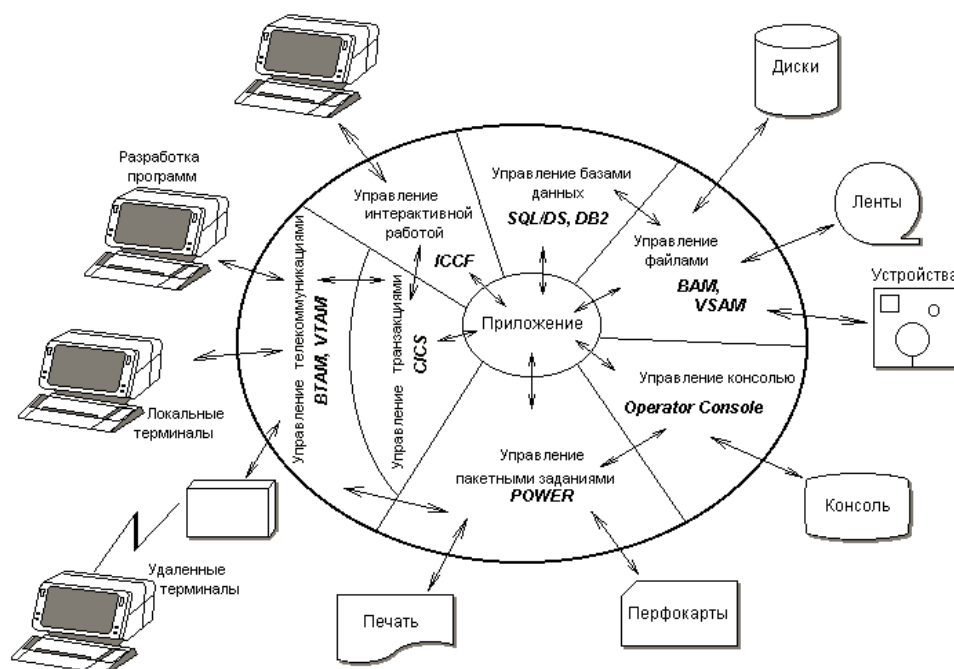 Диски
Разработка
программ
Управление
интерактивной
работой
ICCF
Управление базами
данных
SQL/DS, DB2
Ленты
Управление
файлами
BAM,
VSAM
Устройства
Управление телекоммуникациями
BTAM, VTAM
Управление транзакциями
CICS
Приложение
Локальные
терминалы
Управление консолью
Operator Console
Управление
пакетными заданиями
POWER
Консоль
Удаленные
терминалы
Печать
Перфокарты